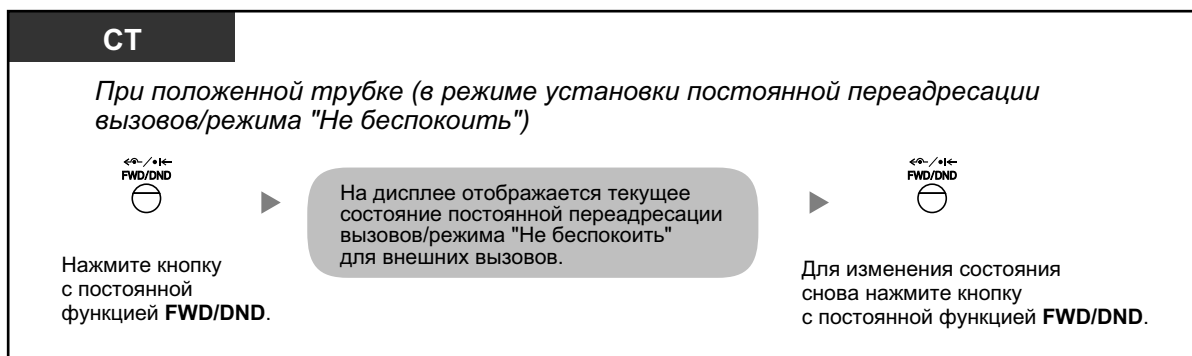 СТ
При положенной трубке (в режиме установки постоянной переадресации
вызовов/режима "Не беспокоить")
FWD/DND
FWD/DND
На дисплее отображается текущее
состояние постоянной переадресации
вызовов/режима "Не беспокоить"
для внешних вызовов.
Нажмите кнопку
с постоянной
функцией FWD/DND.
Для изменения состояния
снова нажмите кнопку
с постоянной функцией FWD/DND.